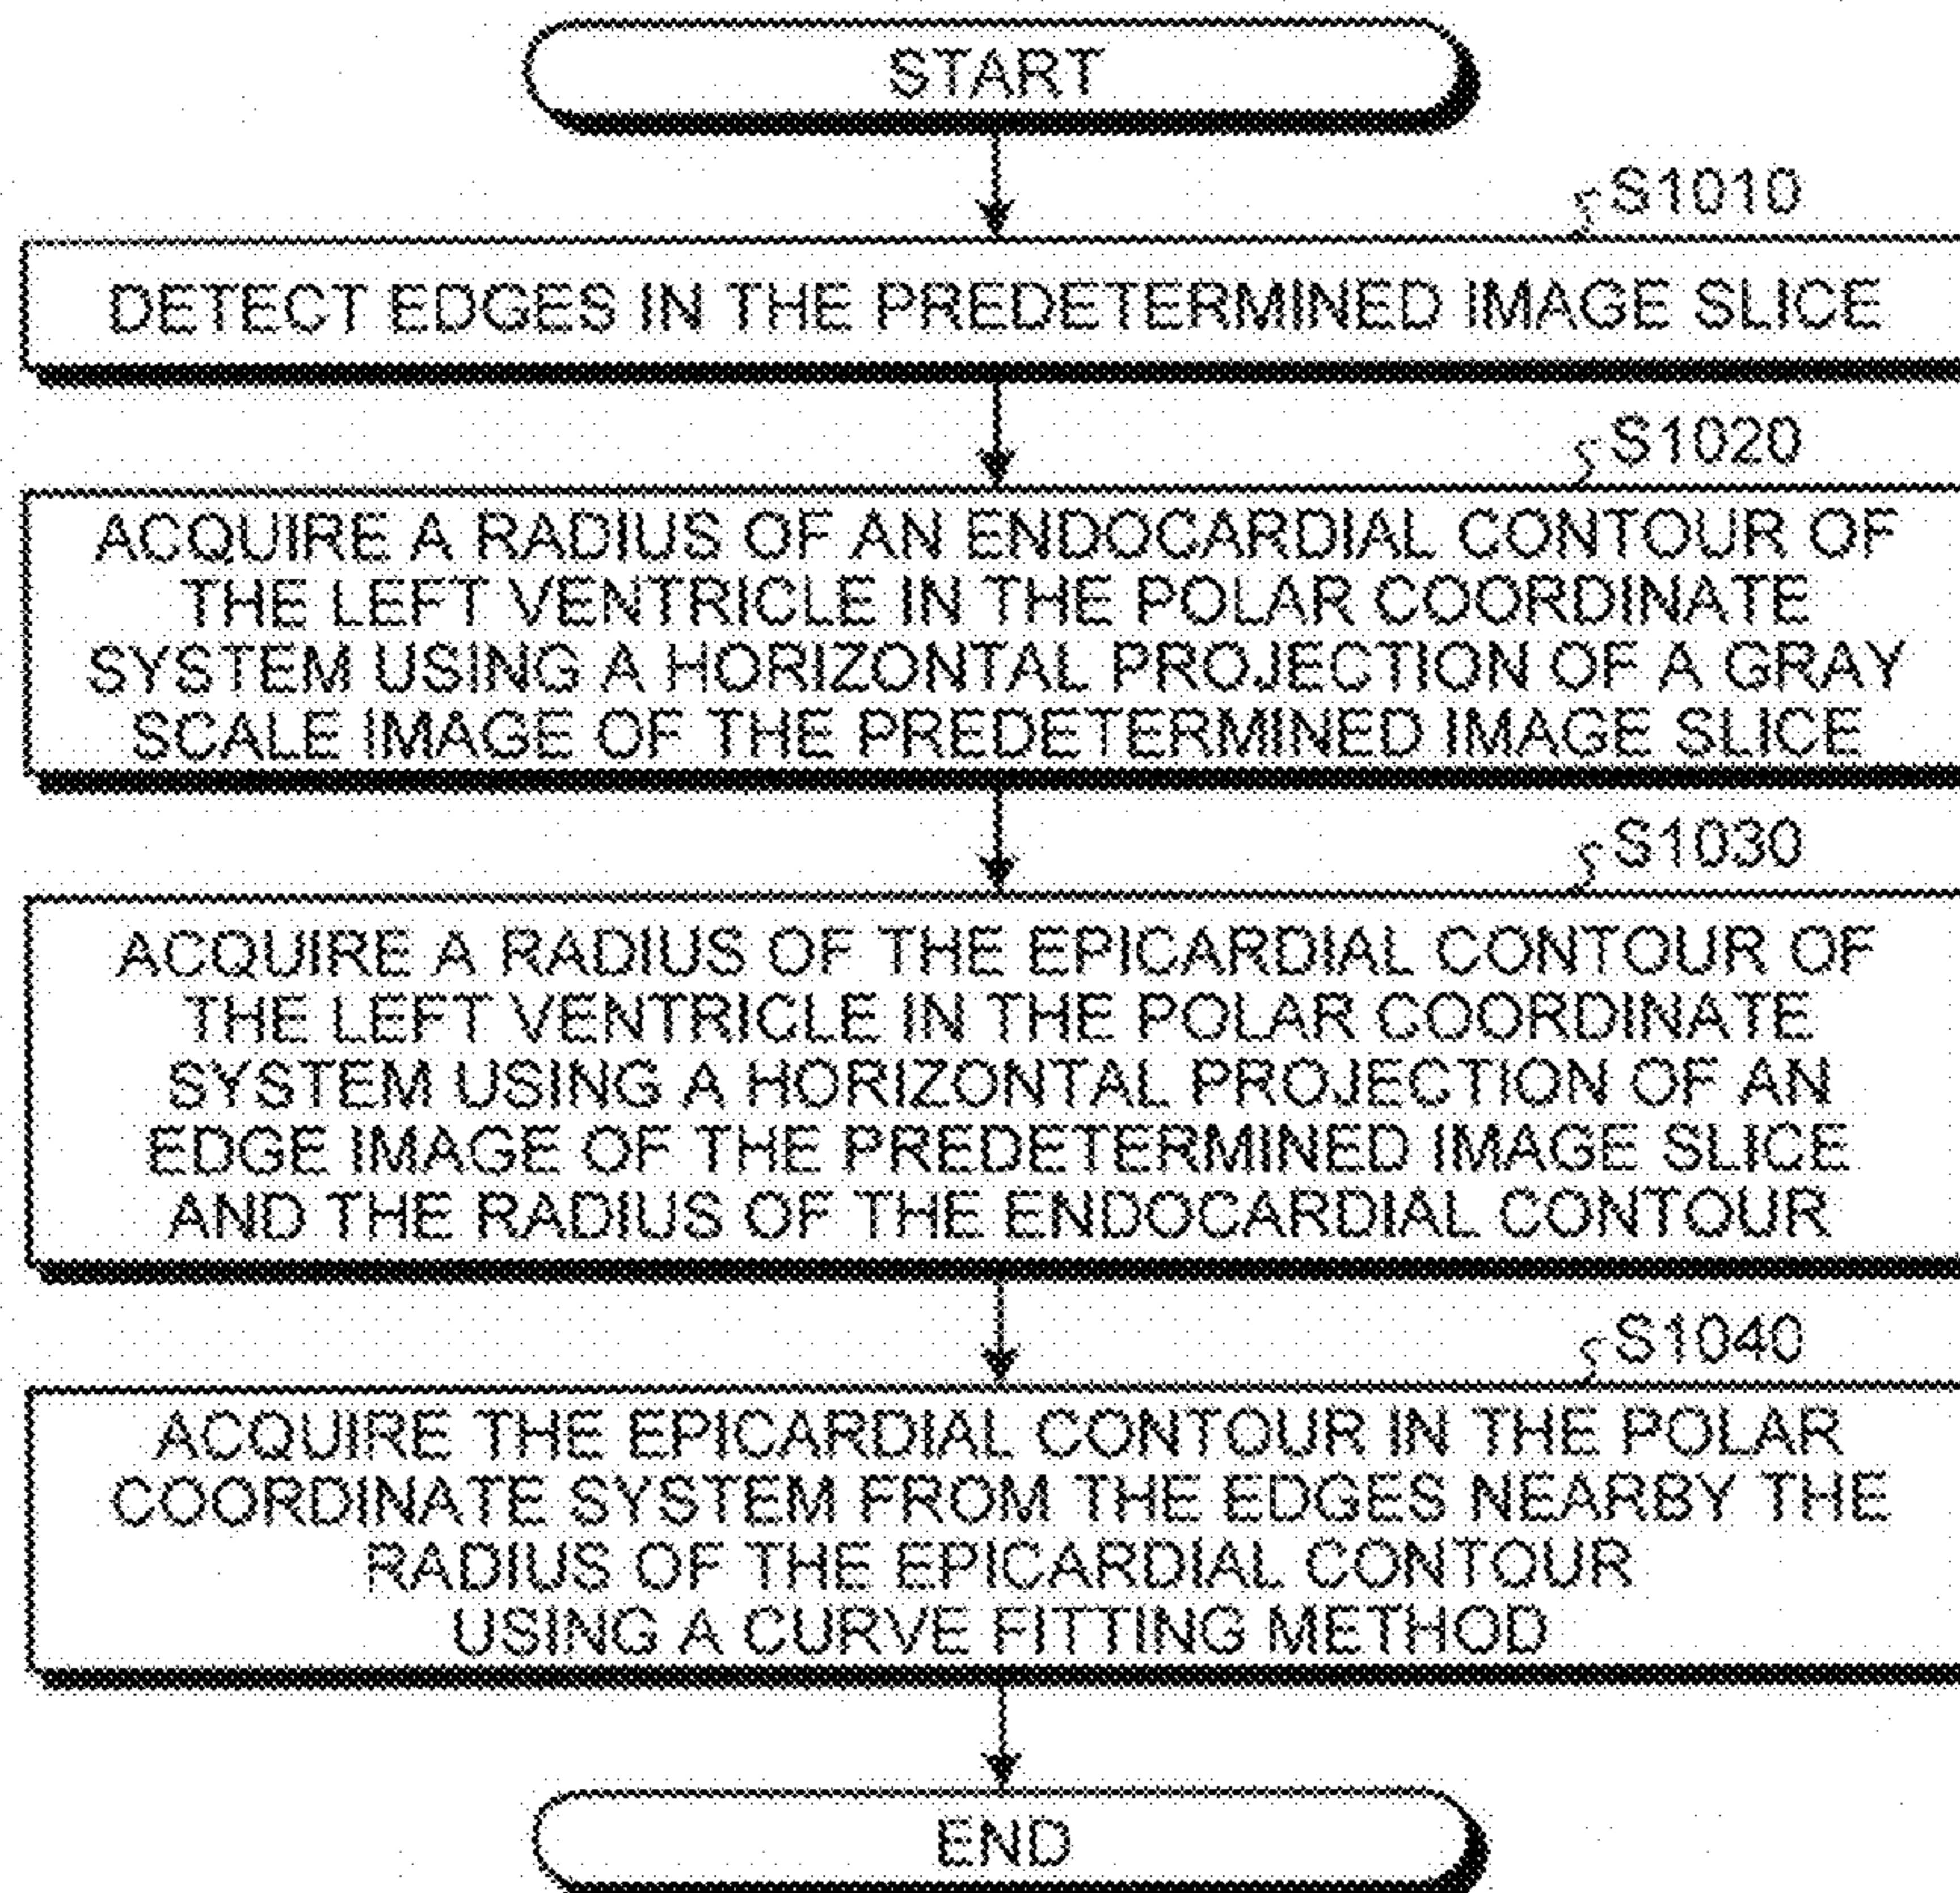 START
S1010
DETECT EDGES IN THE PREDETERMINED IMAGE SLICE
S1020
ACQUIRE A RADIUS OF AN ENDOCARDIAL CONTOUR OF
THE LEFT VENTRICLE IN THE POLAR COORDINATE
SYSTEM USING A HORIZONTAL PROJECTION OF A GRAY
SCALE IMAGE OF THE PREDETERMINED IMAGE SLICE
S1030
ACQUIRE A RADIUS OF THE EPICARDIAL CONTOUR OF
THE LEFT VENTRICLE IN THE POLAR COORDINATE
SYSTEM USING A HORIZONTAL PROJECTION OF AN
EDGE IMAGE OF THE PREDETERMINED IMAGE SLICE
AND THE RADIUS OF THE ENDOCARDIAL CONTOUR
S1040
ACQUIRE THE EPICARDIAL CONTOUR IN THE POLAR
COORDINATE SYSTEM FROM THE EDGES NEARBY THE
RADIUS OF THE EPICARDIAL CONTOUR
USING A CURVE FITTING METHOD
END